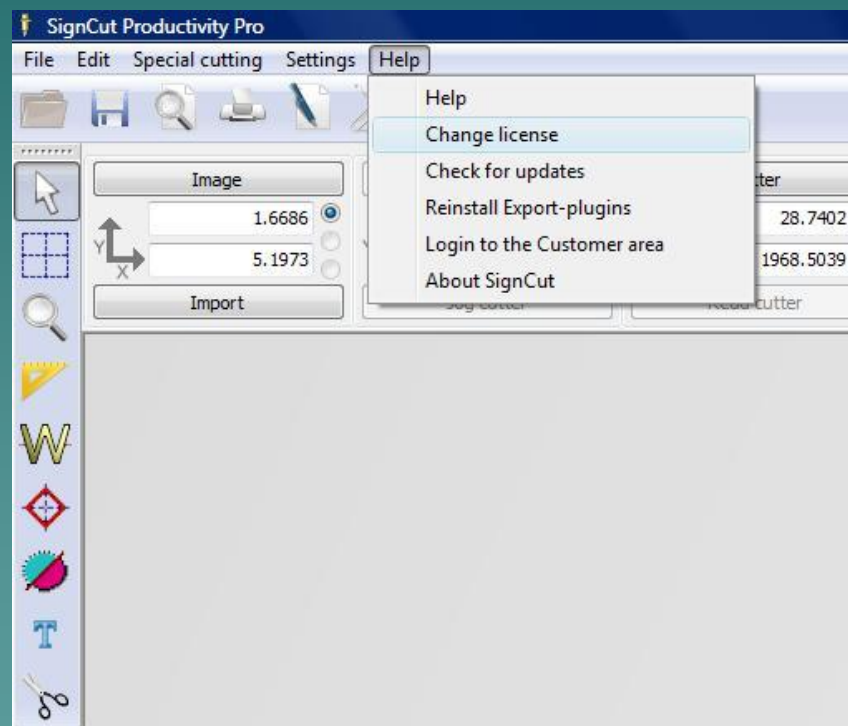 SignCut Productivity Pro
File Edit Special cutting Settings Help
Help
Change license
Check for updates
Reinstall Export-plugins
Login to the Customer area
About SignCut
Image
1.6686 28.7402
Y
5.1973 1968.5039
X
Import cutter
W
T